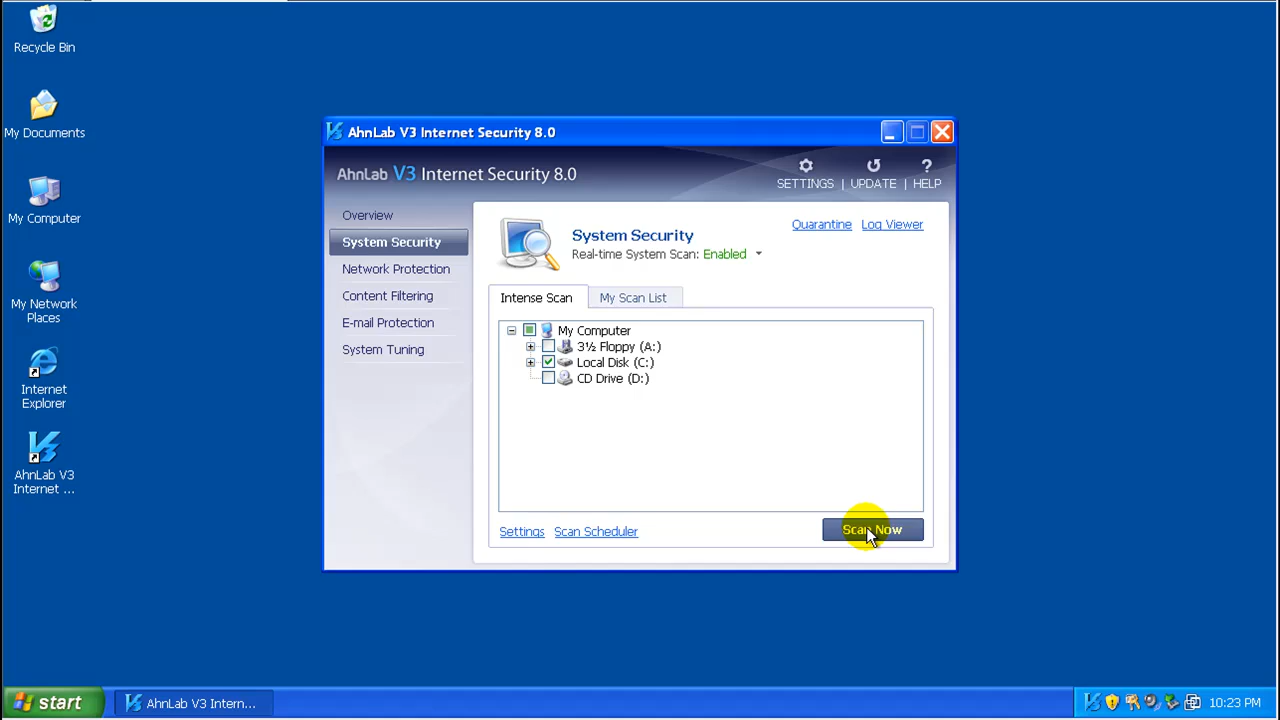 Recycle Bin
My Documents
My Computer
My Network
Places
Internet
Explorer
AhnLab V3
Internet ...
AhnLab V3 Internet Security 8.0
AhnLab V3 Internet Security 8.0
SETTINGS | UPDATE | HELP
Overview
System Security
Network Protection
Content Filtering
E-mail Protection
System Tuning
System Security
Real-time System Scan: Enabled
Quarantine Log Viewer
Intense Scan My Scan List
My Computer
3½ Floppy (A:)
Local Disk (C:)
CD Drive (D:)
Settings Scan Scheduler Scan Now
start AhnLab V3 Intern... 10:23 PM